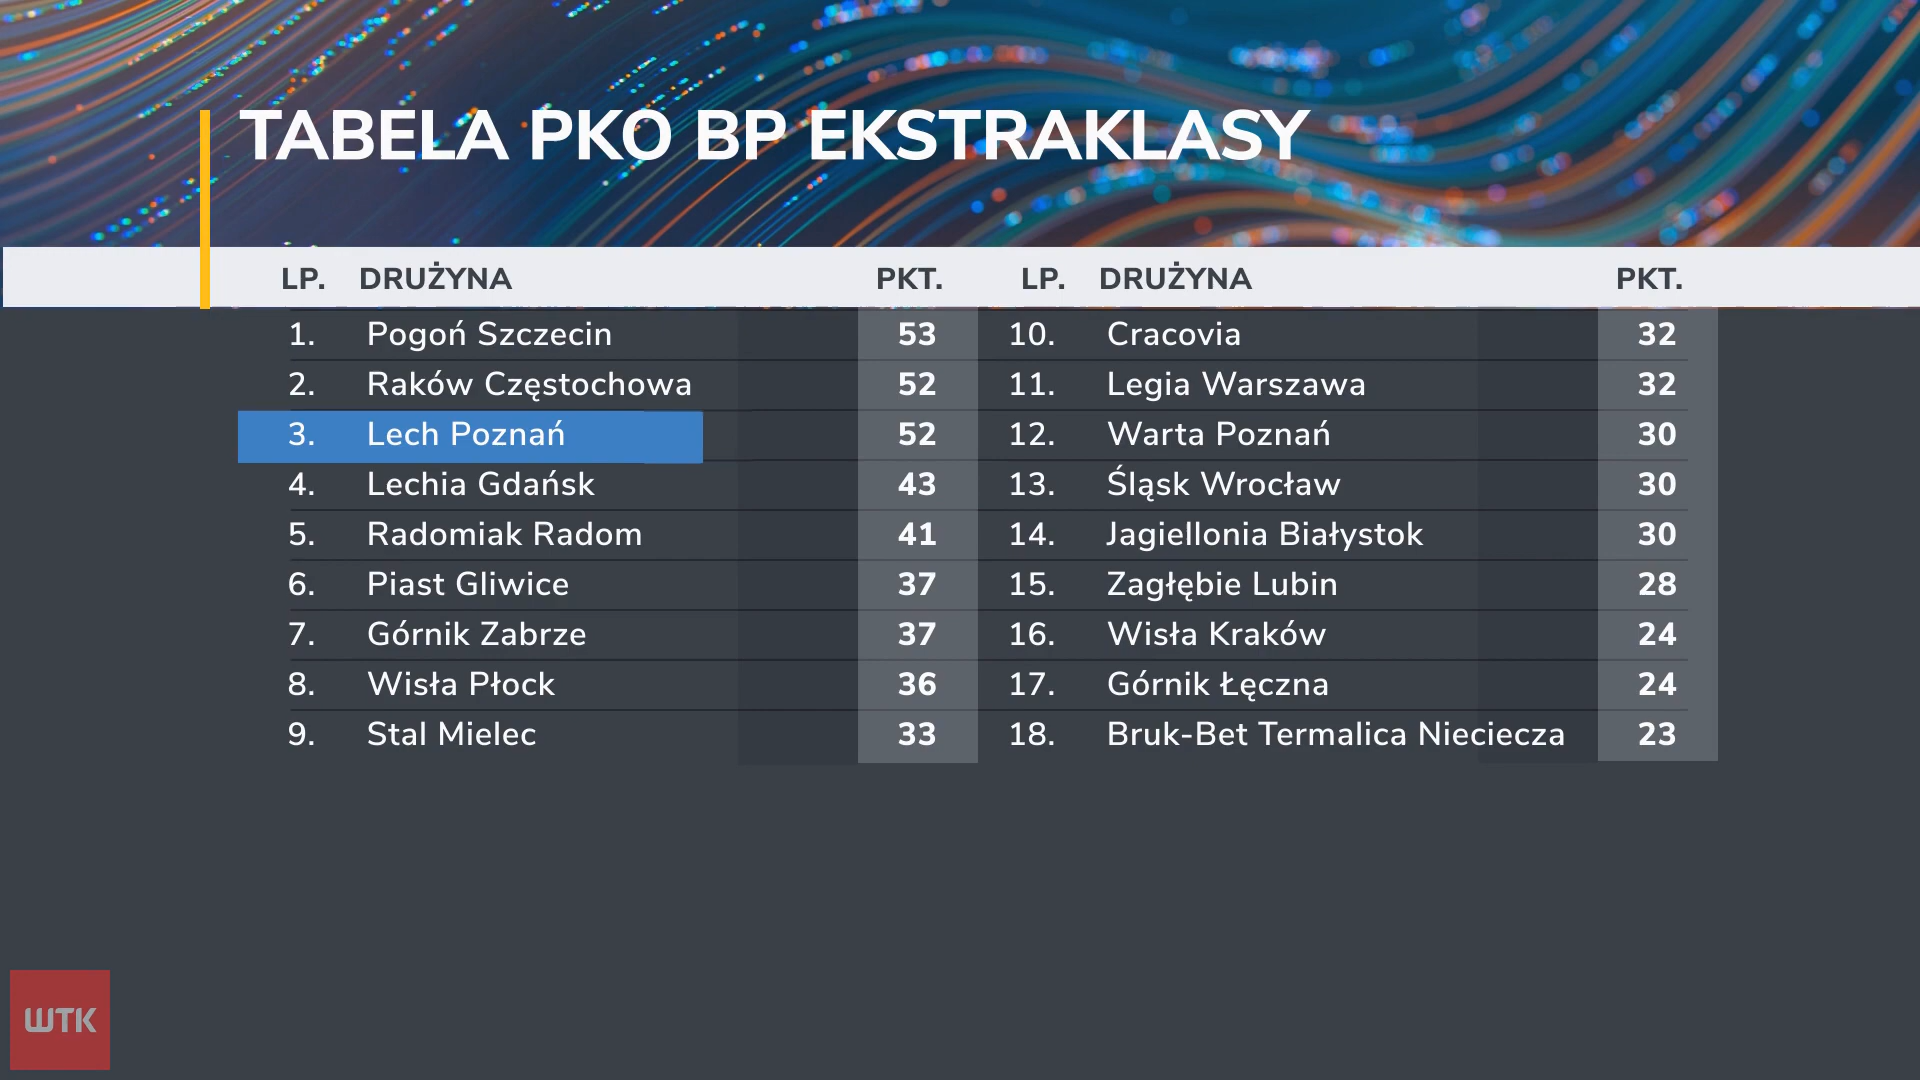 TABELA PKO BP EKSTRAKLASY
LP. DRUŻYNA PKT. LP. DRUŻYNA PKT.
1. Pogoń Szczecin 53 10. Cracovia 32
2. Raków Częstochowa 52 11. Legia Warszawa 32
3. Lech Poznań 52 12. Warta Poznań 30
4. Lechia Gdańsk 43 13. Śląsk Wrocław 30
5. Radomiak Radom 41 14. Jagiellonia Białystok 30
6. Piast Gliwice 37 15. Zagłębie Lubin 28
7. Górnik Zabrze 37 16. Wisła Kraków 24
8. Wisła Płock 36 17. Górnik Łęczna 24
9. Stal Mielec 33 18. Bruk-Bet Termalica Nieciecza 23
WTK